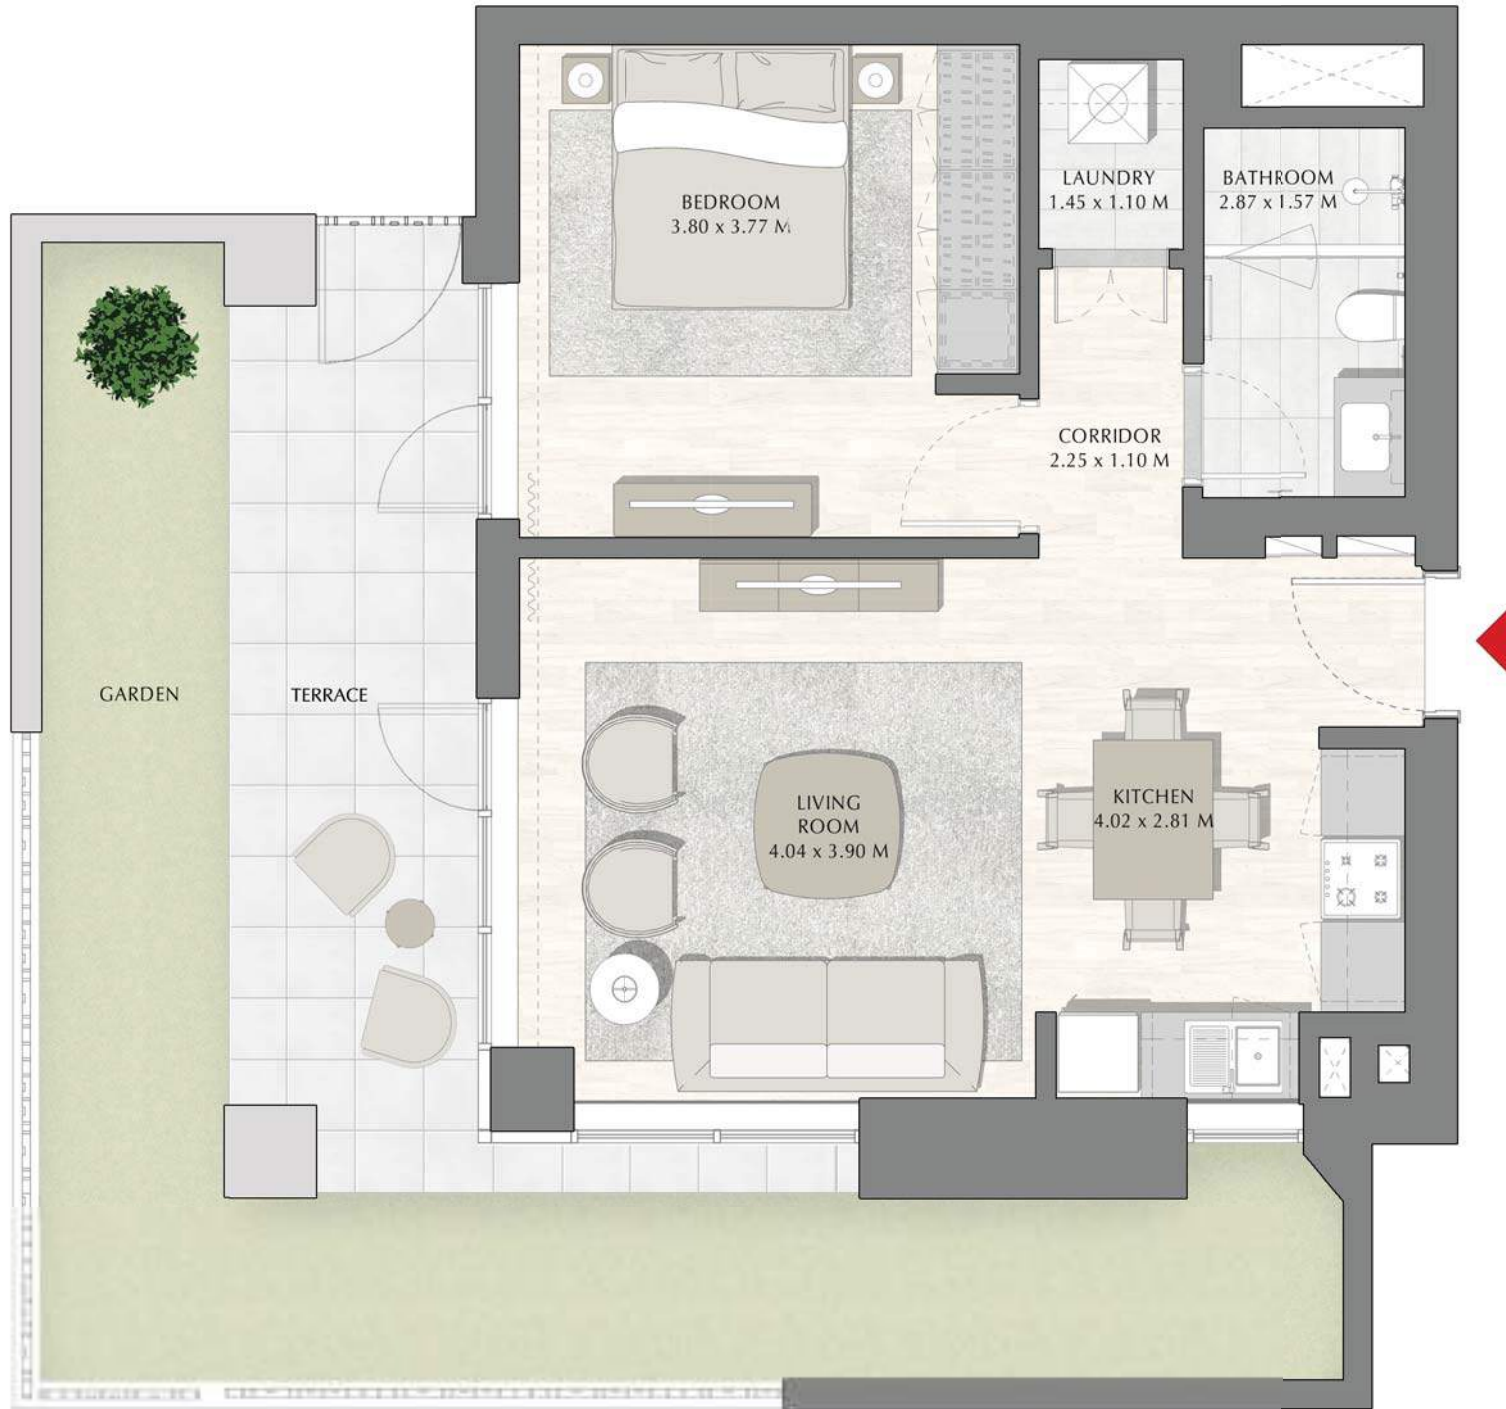 BEDROOM
3.80 x 3.77 M
LAUNDRY
1.45 x 1.10 M
BATHROOM
2.87 x 1.57 M
CORRIDOR
2.25 x 1.10 M
GARDEN
TERRACE
LIVING
ROOM
4.04 x 3.90 M
KITCHEN
4.02 x 2.81 M